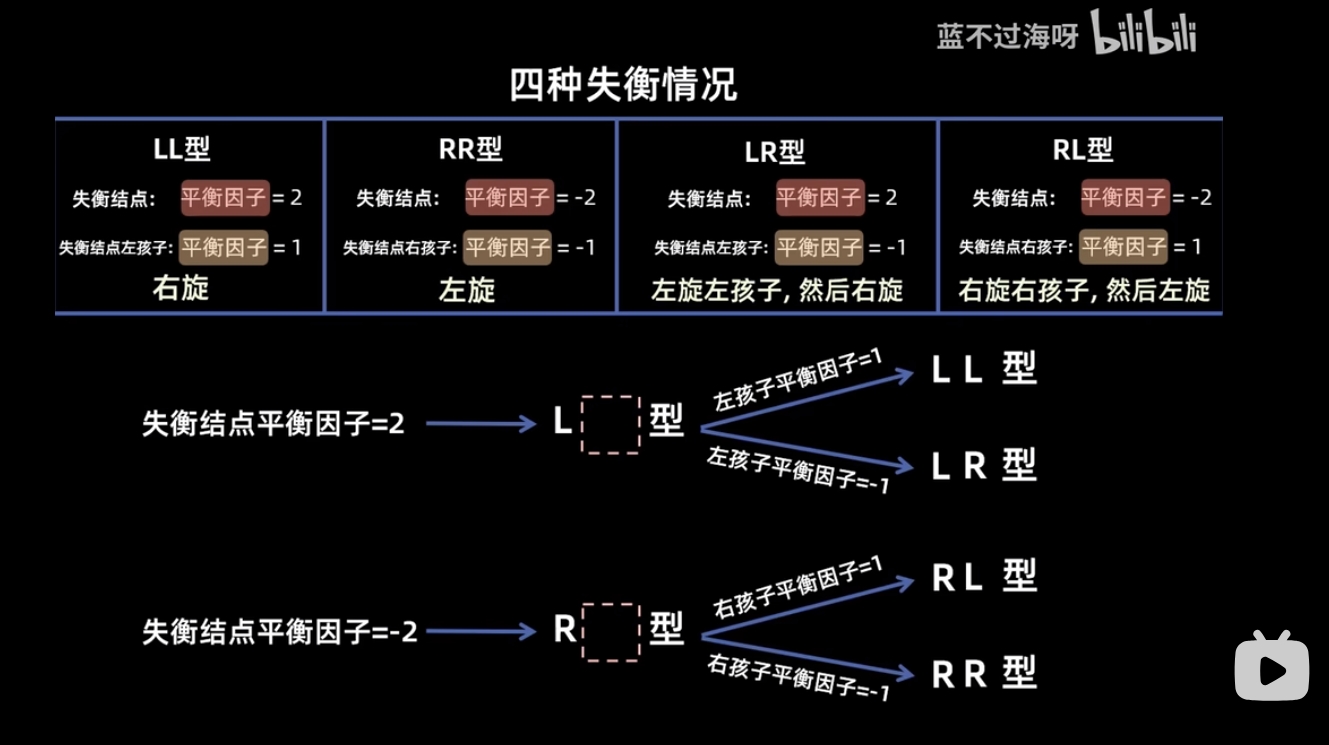 蓝不过海呀 bilibili
四种失衡情况
LL型
失衡结点: 平衡因子 = 2
失衡结点左孩子: 平衡因子 = 1
右旋
RR型
失衡结点: 平衡因子 = -2
失衡结点右孩子: 平衡因子 = -1
左旋
LR型
失衡结点: 平衡因子 = 2
失衡结点左孩子: 平衡因子 = -1
左旋左孩子, 然后右旋
RL型
失衡结点: 平衡因子 = -2
失衡结点右孩子: 平衡因子 = 1
右旋右孩子, 然后左旋
失衡结点平衡因子=2
L 型
左孩子平衡因子=1
L L 型
左孩子平衡因子=-1
L R 型
失衡结点平衡因子=-2
R 型
右孩子平衡因子=1
R L 型
右孩子平衡因子=-1
R R 型